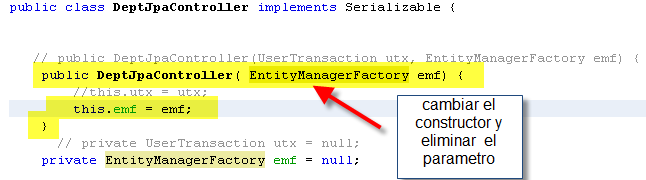 public class DeptJpaController implements Serializable {
// public DeptJpaController(UserTransaction utx, EntityManagerFactory emf) {
public DeptJpaController( EntityManagerFactory emf) {
//this.utx = utx;
this.emf = emf;
}
// private UserTransaction utx = null;
private EntityManagerFactory emf = null;
cambiar el
constructor y
eliminar el
parametro